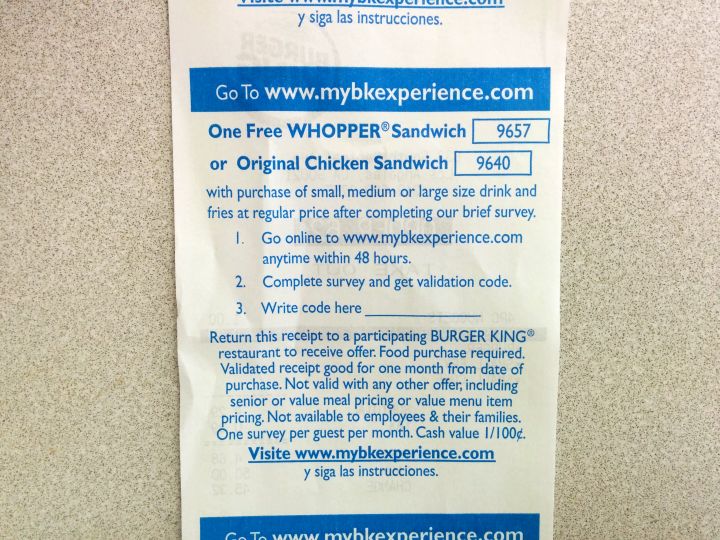 Visite www.mybkexperience.com
y siga las instrucciones.
Go To www.mybkexperience.com
One Free WHOPPER® Sandwich 9657
or Original Chicken Sandwich 9640
with purchase of small, medium or large size drink and
fries at regular price after completing our brief survey.
1. Go online to www.mybkexperience.com
anytime within 48 hours.
2. Complete survey and get validation code.
3. Write code here
Return this receipt to a participating BURGER KING®
restaurant to receive offer. Food purchase required.
Validated receipt good for one month from date of
purchase. Not valid with any other offer, including
senior or value meal pricing or value menu item
pricing. Not available to employees & their families.
One survey per guest per month. Cash value 1/100¢.
Visite www.mybkexperience.com
y siga las instrucciones.
Go To www.mybkexperience.com